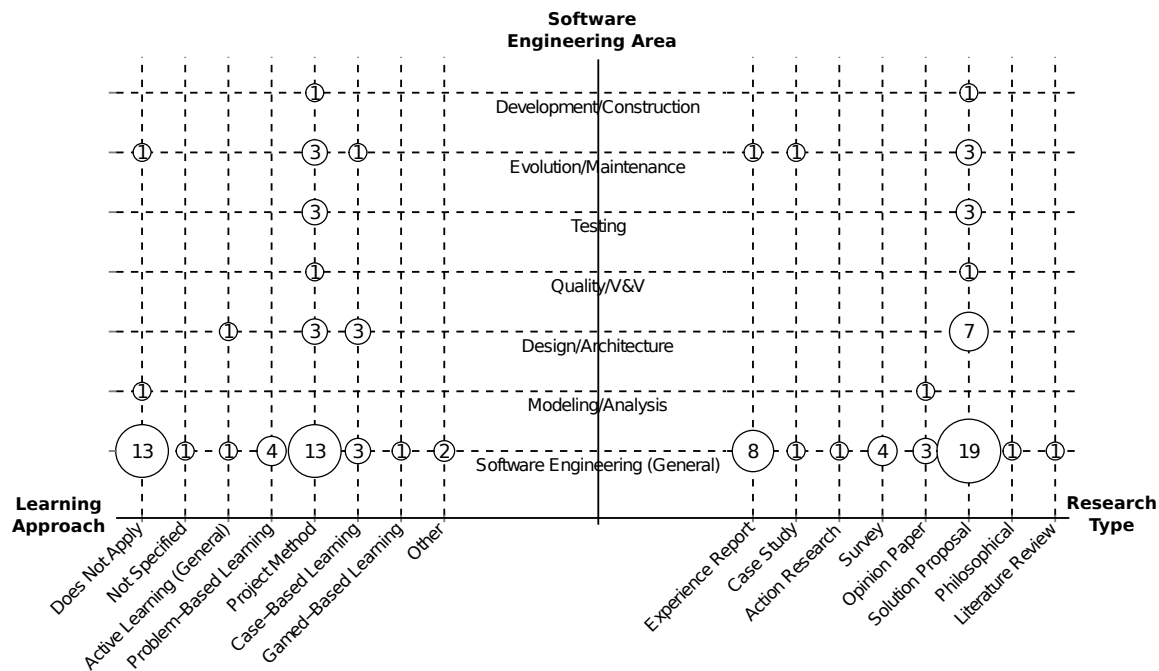 Software
Engineering Area
1 1
Development/Construction
1 3 1 1 1 3
Evolution/Maintenance
3 3
Testing
1 1
Quality/V&V
1 3 3 7
Design/Architecture
1 1
Modeling/Analysis
13 1 1 4 13 3 1 2 8 1 1 4 3 19 1 1
Software Engineering (General)
Learning
Approach
Research
Type
Does Not Apply
Not Specified
Active Learning (General)
Problem–Based Learning
Project Method
Case–Based Learning
Gamed–Based Learning
Other
Experience Report
Case Study
Action Research
Survey
Opinion Paper
Solution Proposal
Philosophical
Literature Review